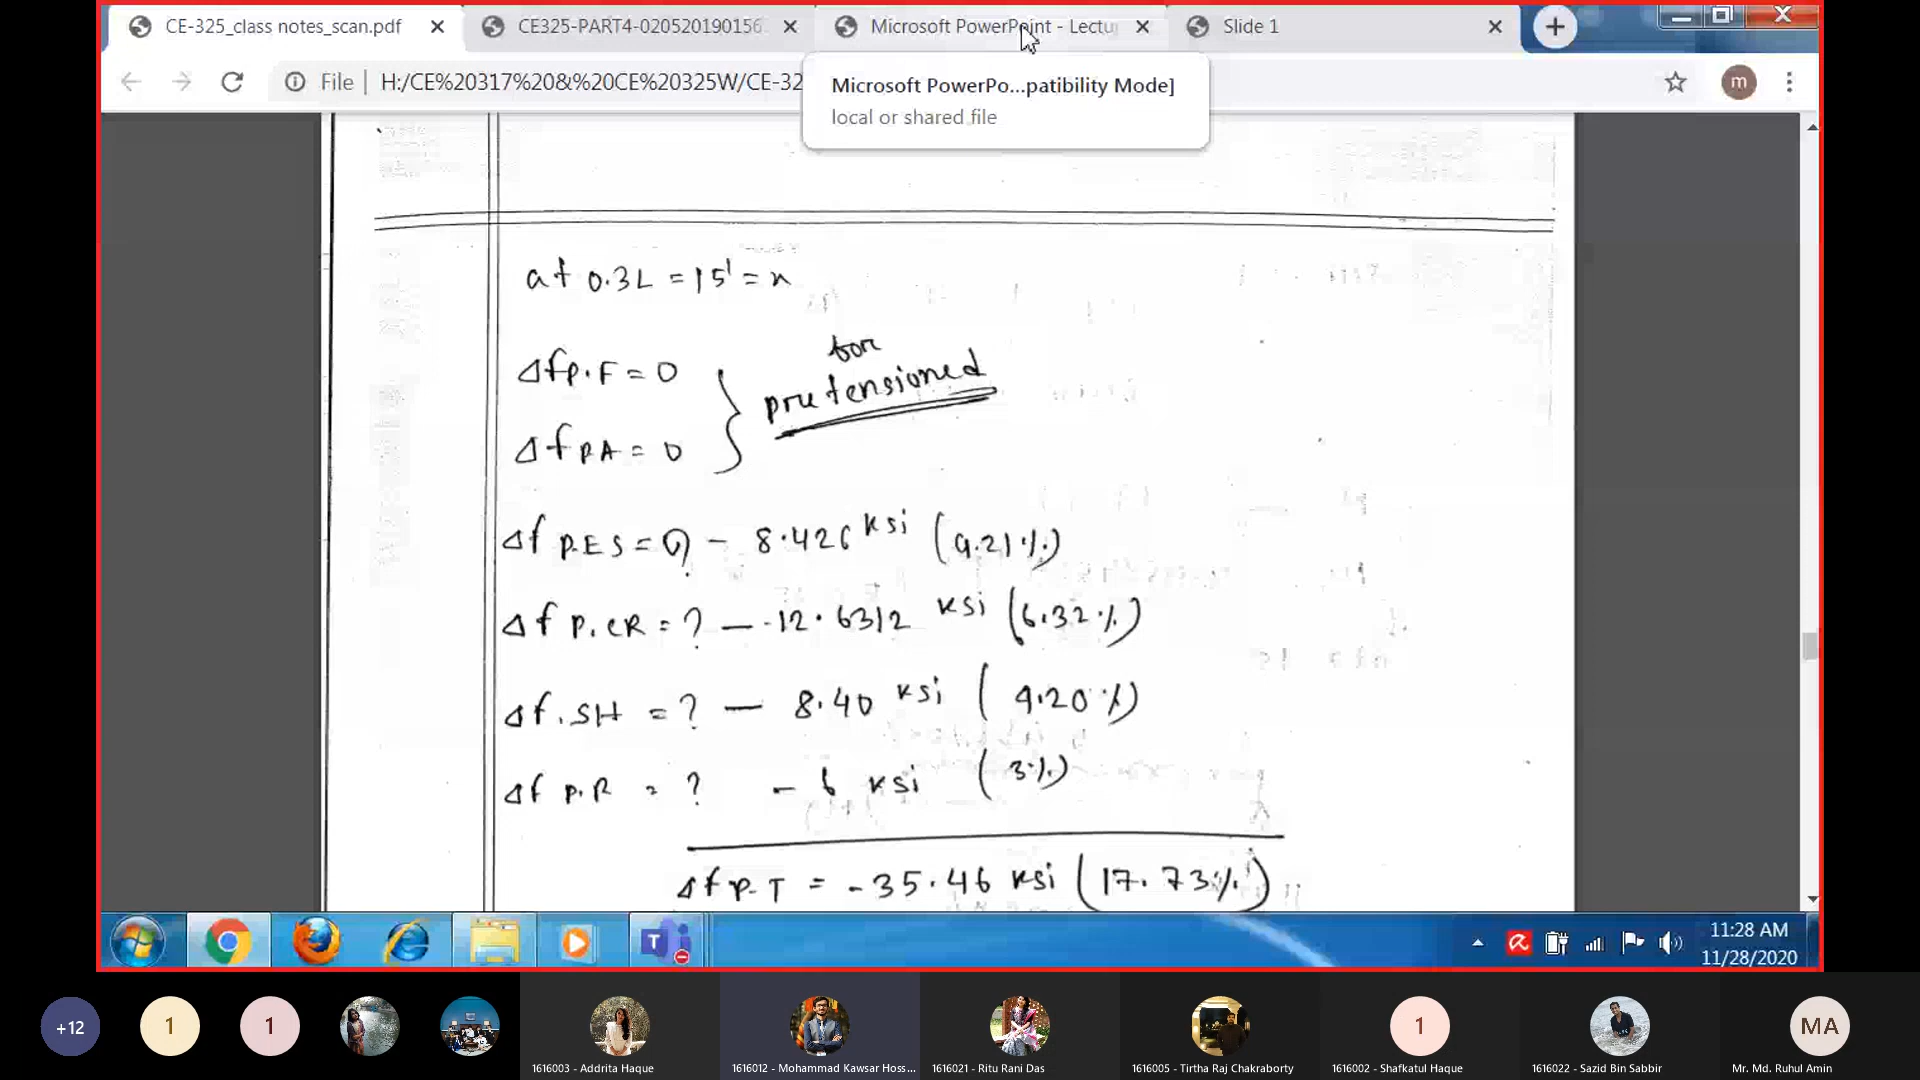 CE-325_class notes_scan.pdf
CE325-PART4-020520190156
Microsoft PowerPoint - Lectu
Slide 1
File
H:/CE%20317%20&%20CE%20325W/CE-32
m
Microsoft PowerPo...patibility Mode]
local or shared file
at 0.3L = 15' = x
Δfp.F = 0
ΔfPA = 0
for
pretensioned
Δf P.ES = ? - 8.426 ksi (4.21%)
Δf P.CR = ? - 12.6312 ksi (6.32%)
Δf.SH = ? - 8.40 ksi (4.20%)
Δf P.R = ? - 6 ksi (3%)
Δf P.T = - 35.46 ksi (17.73%)
11:28 AM
11/28/2020
+12
1
1
1
MA
1616003 - Addrita Haque
1616012 - Mohammad Kawsar Hoss...
1616021 - Ritu Rani Das
1616005 - Tirtha Raj Chakraborty
1616002 - Shafkatul Haque
1616022 - Sazid Bin Sabbir
Mr. Md. Ruhul Amin